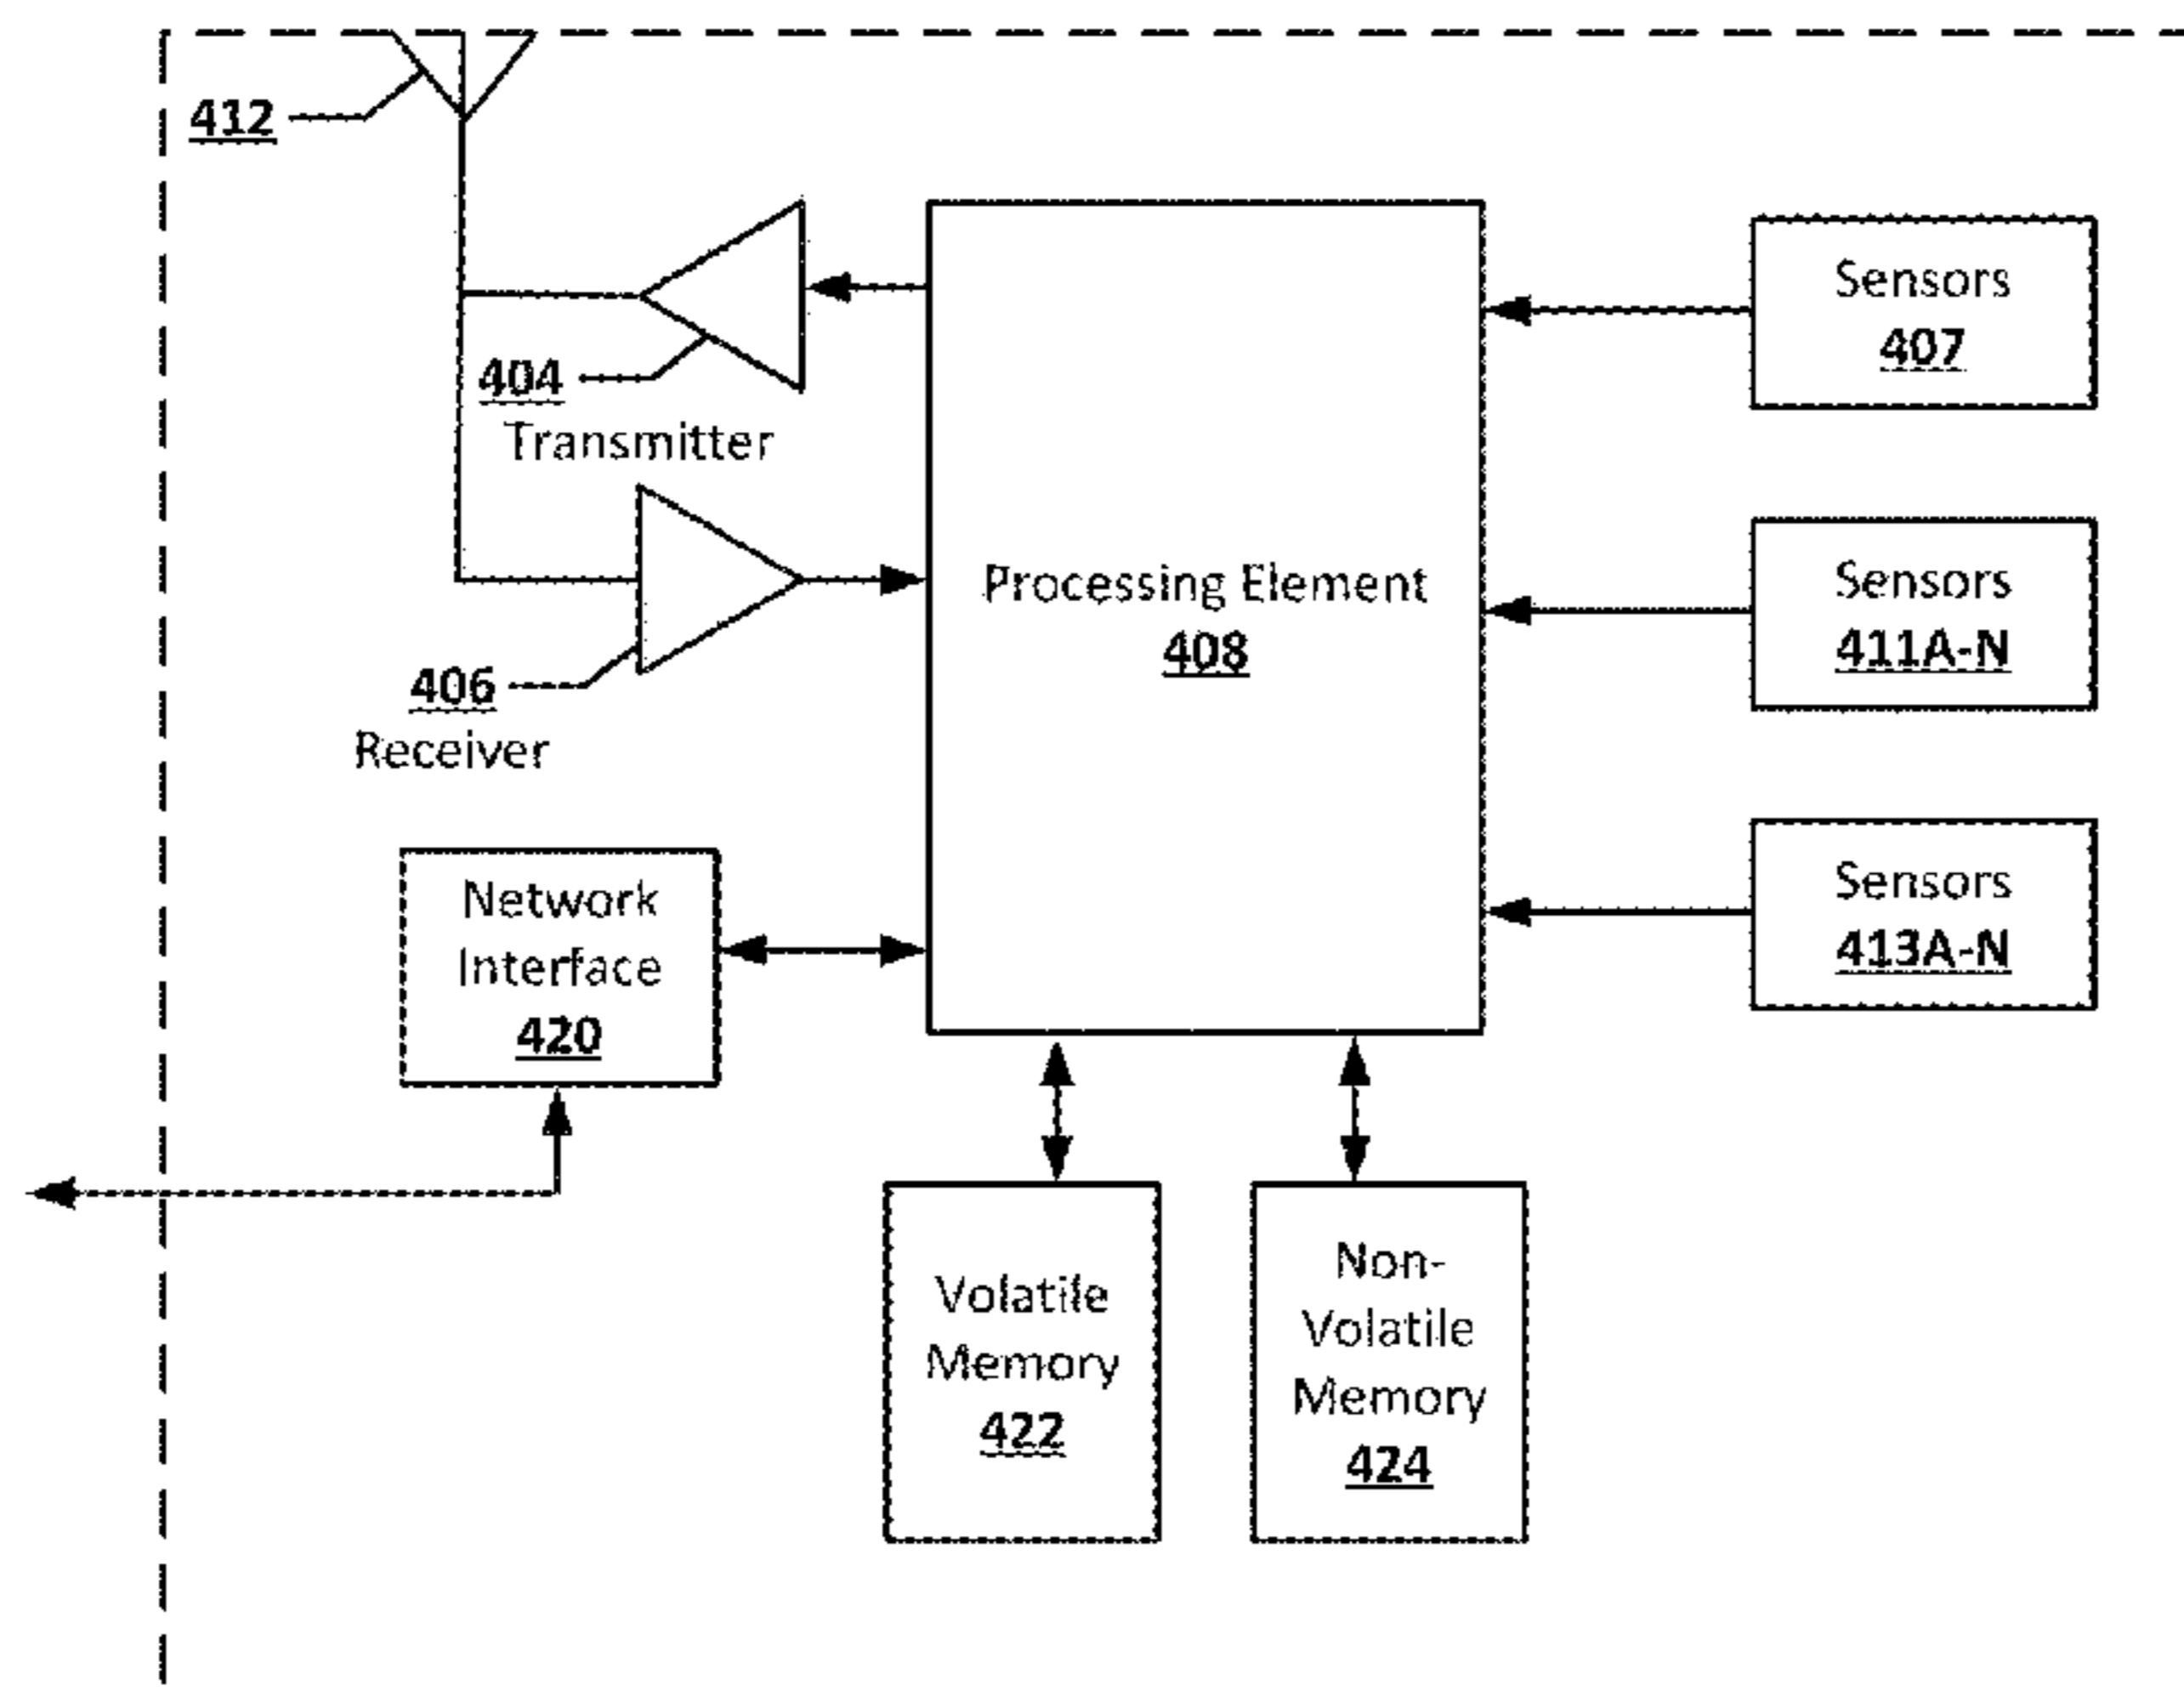 412
404
Transmitter
406
Receiver
Network
Interface
420
Processing Element
408
Sensors
407
Sensors
411A-N
Sensors
413A-N
Volatile
Memory
422
Non-
Volatile
Memory
424